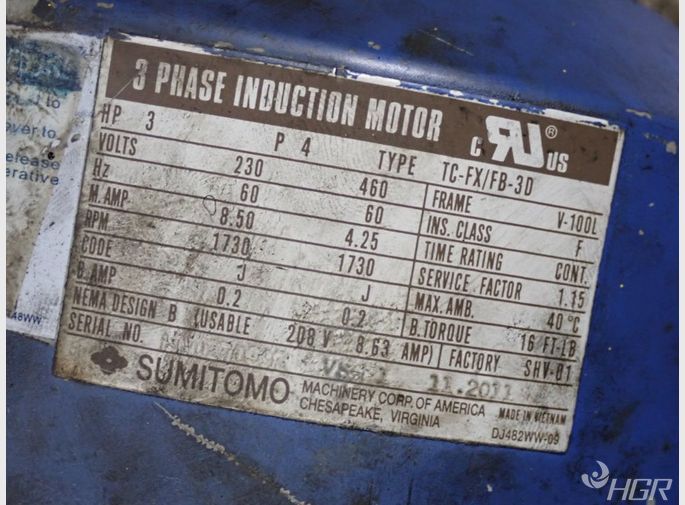 to
over to
elease
erative
48WW
3 PHASE INDUCTION MOTOR
C RU® US
HP 3 P 4 TYPE TC-FX/FB-3D
VOLTS 230 460 FRAME V-100L
Hz 60 60 INS. CLASS F
M. AMP 8.50 4.25 TIME RATING CONT.
RPM 1730 1730 SERVICE FACTOR 1.15
CODE J J MAX. AMB. 40°C
B. AMP 0.2 0.2 B. TORQUE 16 FT-LB
NEMA DESIGN B (USABLE 208 V 8.63 AMP) FACTORY SHV-01
SERIAL NO. 11.2011
SUMITOMO MACHINERY CORP. OF AMERICA
CHESAPEAKE, VIRGINIA
MADE IN VIETNAM
DJ482WW-09
HGR